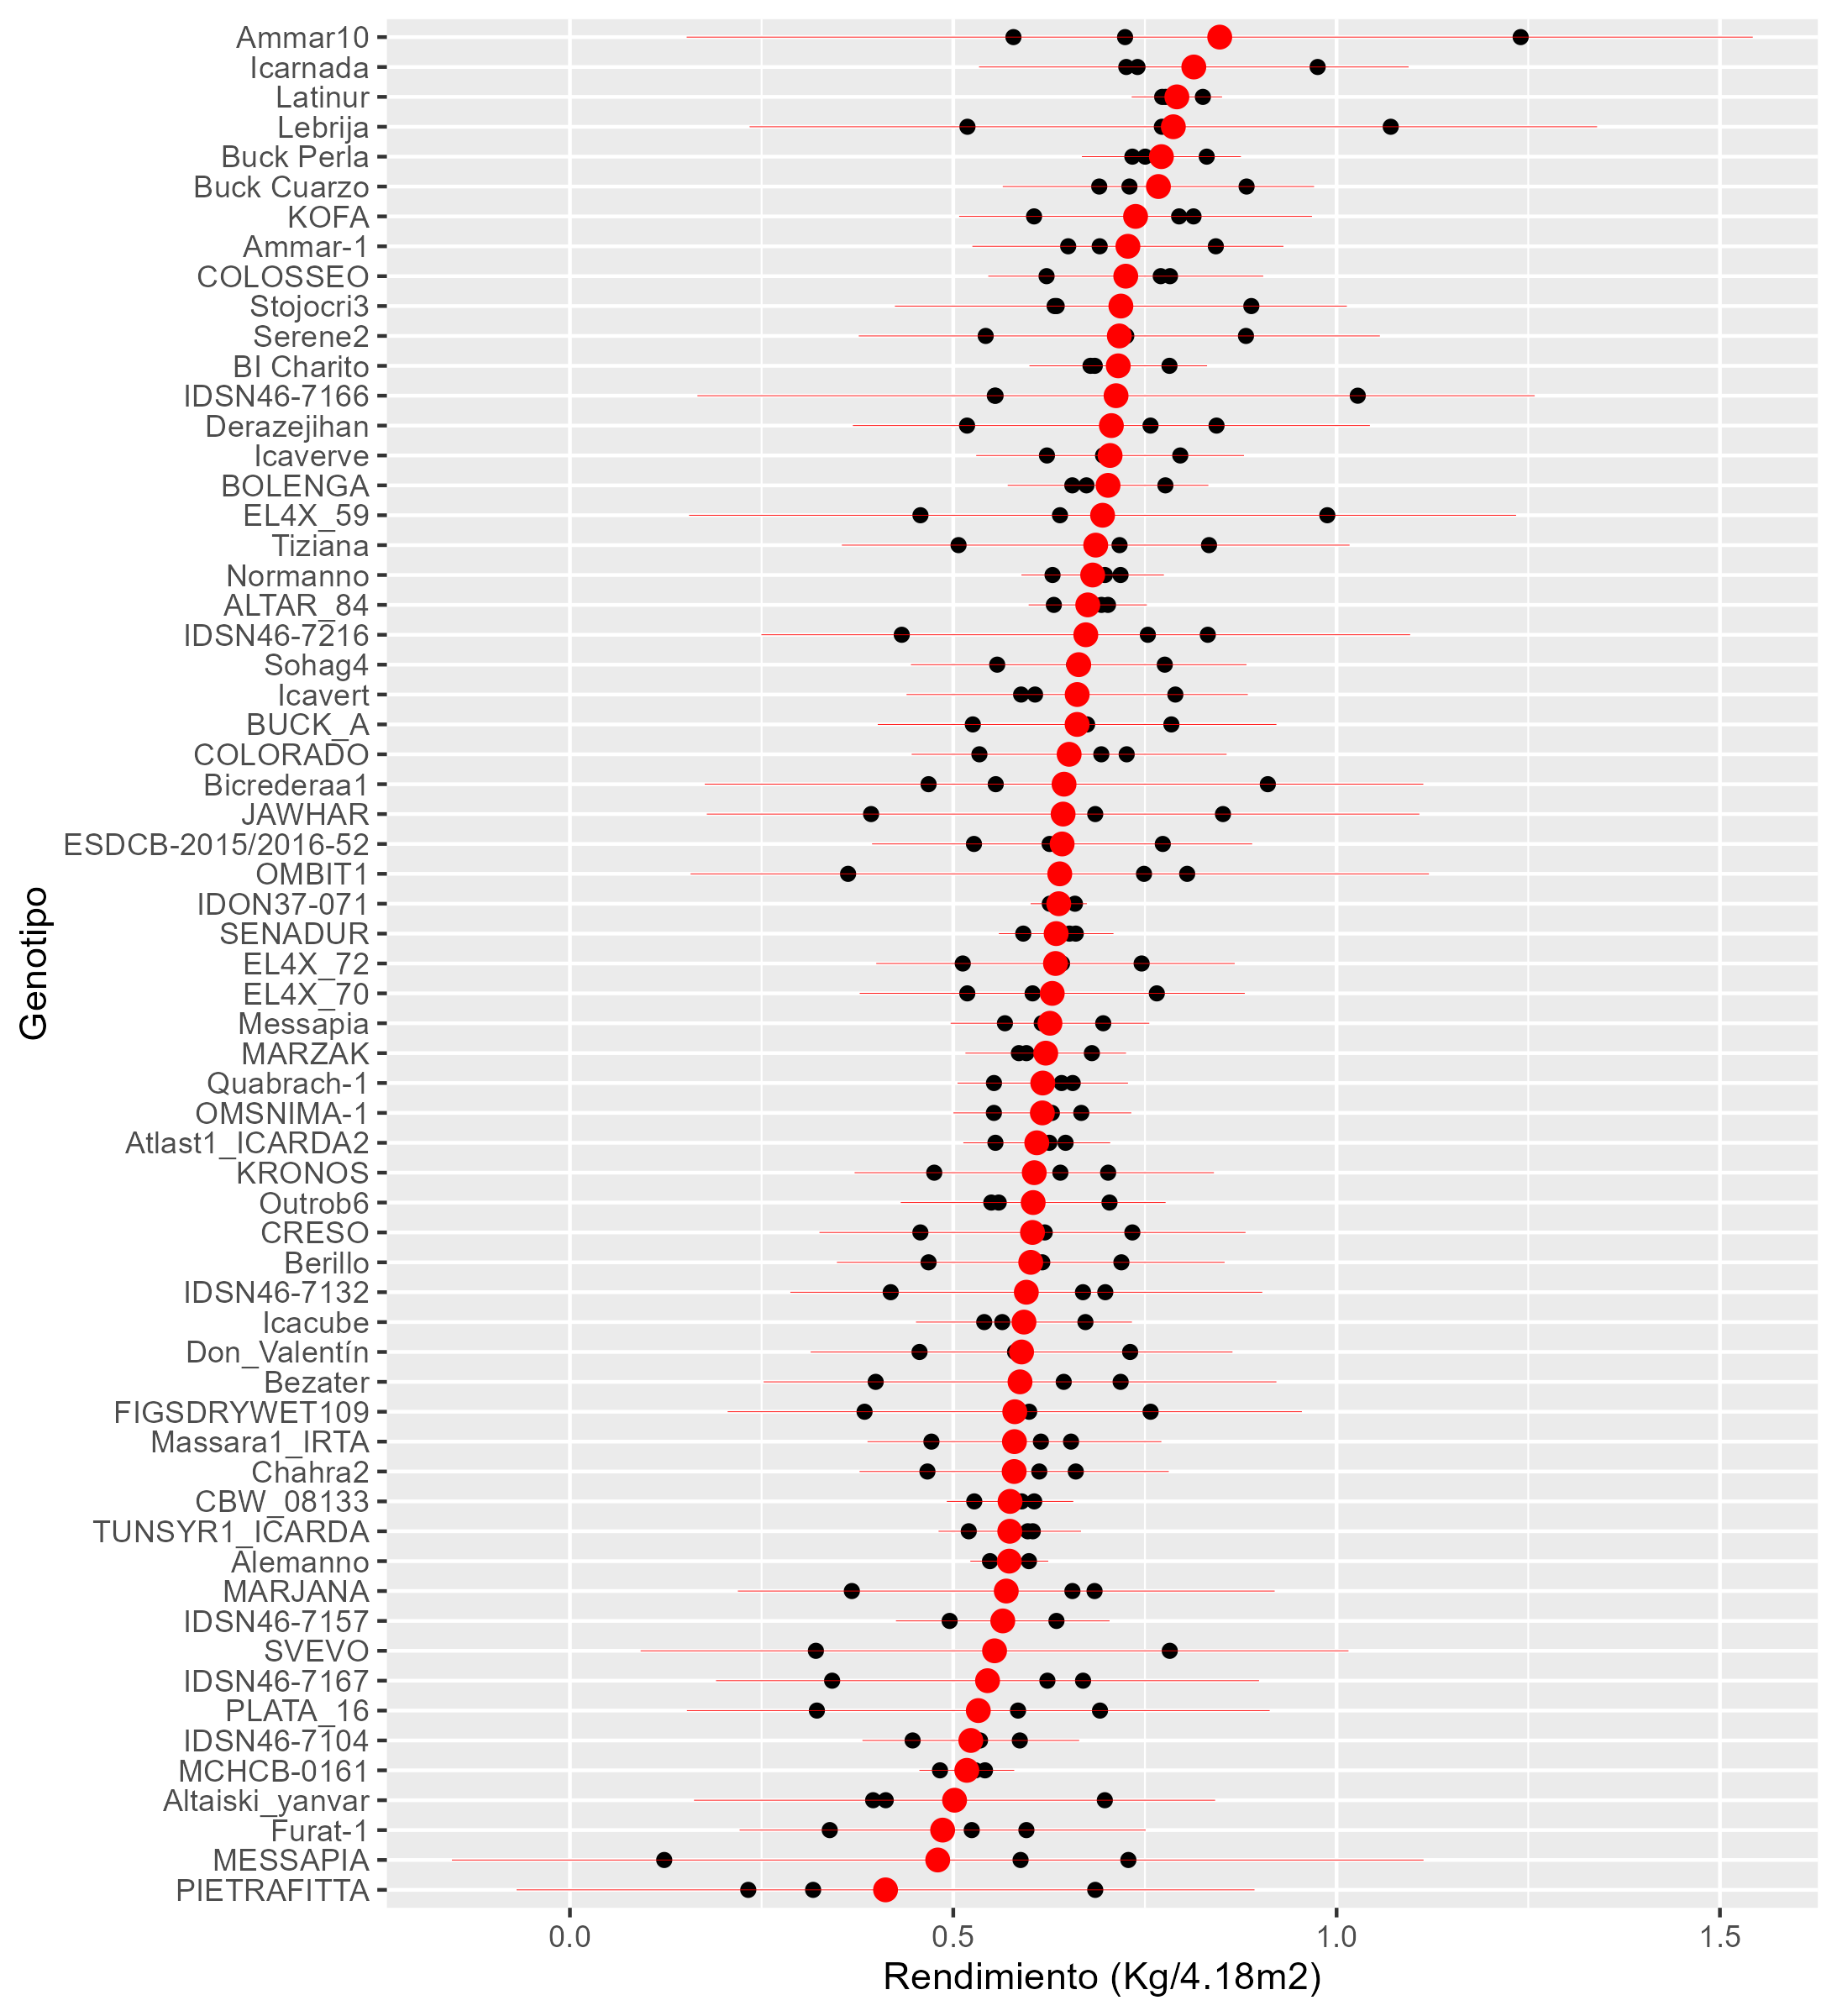 Ammar10
Icarnada
Latinur
Lebrija
Buck Perla
Buck Cuarzo
KOFA
Ammar-1
COLOSSEO
Stojocri3
Serene2
BI Charito
IDSN46-7166
Derazejihan
Icaverve
BOLENGA
EL4X_59
Tiziana
Normanno
ALTAR_84
IDSN46-7216
Sohag4
Icavert
BUCK_A
COLORADO
Bicrederaa1
JAWHAR
ESDCB-2015/2016-52
OMBIT1
IDON37-071
SENADUR
EL4X_72
EL4X_70
Messapia
MARZAK
Quabrach-1
OMSNIMA-1
Atlast1_ICARDA2
KRONOS
Outrob6
CRESO
Berillo
IDSN46-7132
Icacube
Don_Valentín
Bezater
FIGSDRYWET109
Massara1_IRTA
Chahra2
CBW_08133
TUNSYR1_ICARDA
Alemanno
MARJANA
IDSN46-7157
SVEVO
IDSN46-7167
PLATA_16
IDSN46-7104
MCHCB-0161
Altaiski_yanvar
Furat-1
MESSAPIA
PIETRAFITTA
Genotipo
0.0 0.5 1.0 1.5
Rendimiento (Kg/4.18m2)